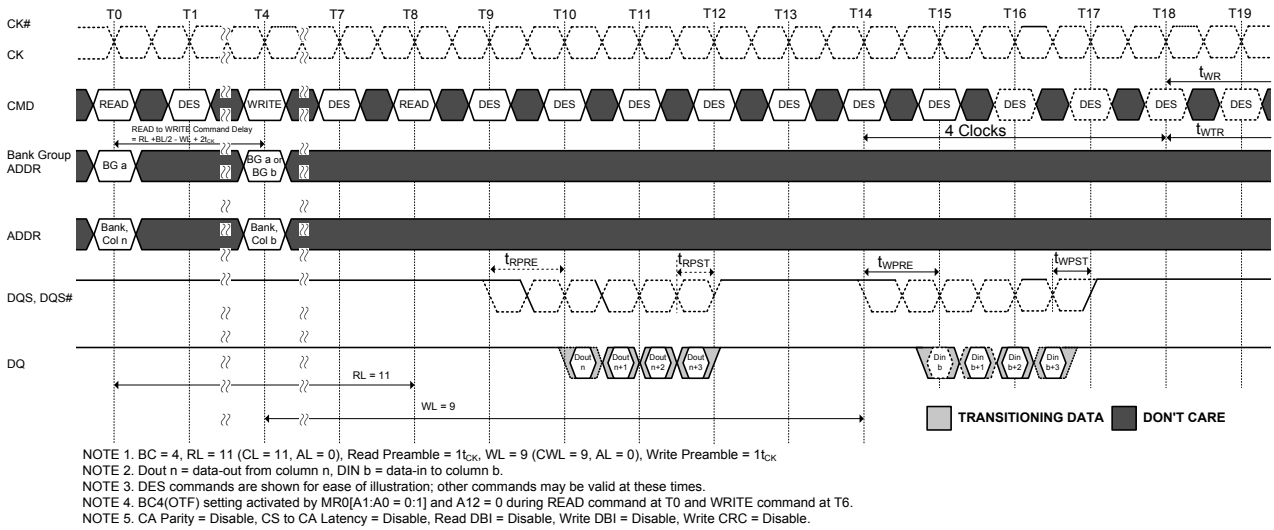 T0 T1 T4 T7 T8 T9 T10 T11 T12 T13 T14 T15 T16 T17 T18 T19
CK#
CK
tWR
CMD
READ DES WRITE DES READ DES DES DES DES DES DES DES DES DES DES DES
READ to WRITE Command Delay
= RL +BL/2 - WL + 2tCK
4 Clocks
tWTR
Bank Group
ADDR
BG a
BG a or
BG b
ADDR
Bank,
Col n
Bank,
Col b
tRPRE
tRPST
tWPRE
tWPST
DQS, DQS#
DQ
Dout
n
Dout
n+1
Dout
n+2
Dout
n+3
Din
b
Din
b+1
Din
b+2
Din
b+3
RL = 11
WL = 9
TRANSITIONING DATA
DON'T CARE
NOTE 1. BC = 4, RL = 11 (CL = 11, AL = 0), Read Preamble = 1tCK, WL = 9 (CWL = 9, AL = 0), Write Preamble = 1tCK
NOTE 2. Dout n = data-out from column n, DIN b = data-in to column b.
NOTE 3. DES commands are shown for ease of illustration; other commands may be valid at these times.
NOTE 4. BC4(OTF) setting activated by MR0[A1:A0 = 0:1] and A12 = 0 during READ command at T0 and WRITE command at T6.
NOTE 5. CA Parity = Disable, CS to CA Latency = Disable, Read DBI = Disable, Write DBI = Disable, Write CRC = Disable.